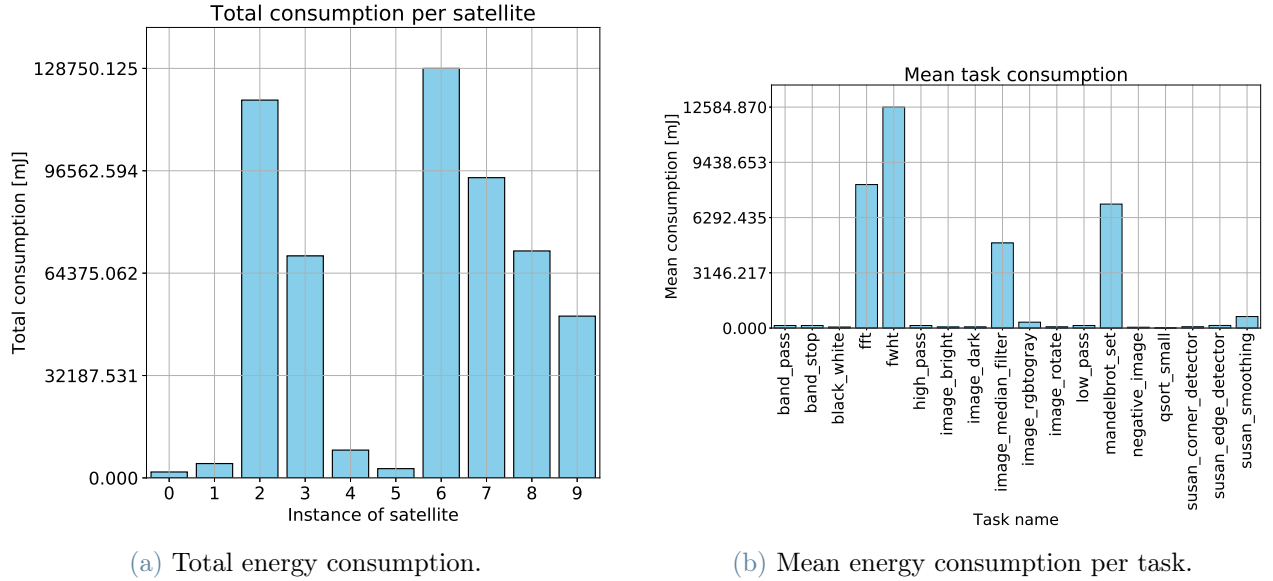 Total consumption per satellite
Total consumption [mJ]
128750.125
96562.594
64375.062
32187.531
0.000
0 1 2 3 4 5 6 7 8 9
Instance of satellite
(a) Total energy consumption.
Mean task consumption
Mean consumption [mJ]
12584.870
9438.653
6292.435
3146.217
0.000
band_pass
band_stop
black_white
fft
fwht
high_pass
image_bright
image_dark
image_median_filter
image_rgbtogray
image_rotate
low_pass
mandelbrot_set
negative_image
qsort_small
susan_corner_detector
susan_edge_detector
susan_smoothing
Task name
(b) Mean energy consumption per task.